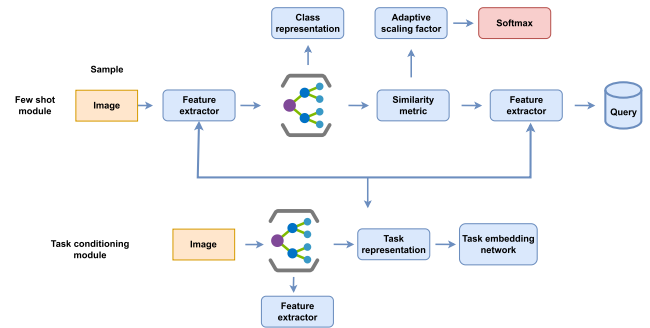 Class
representation
Adaptive
scaling factor
Softmax
Sample
Few shot
module
Image
Feature
extractor
Similarity
metric
Feature
extractor
Query
Task conditioning
module
Image
Task
representation
Task embedding
network
Feature
extractor